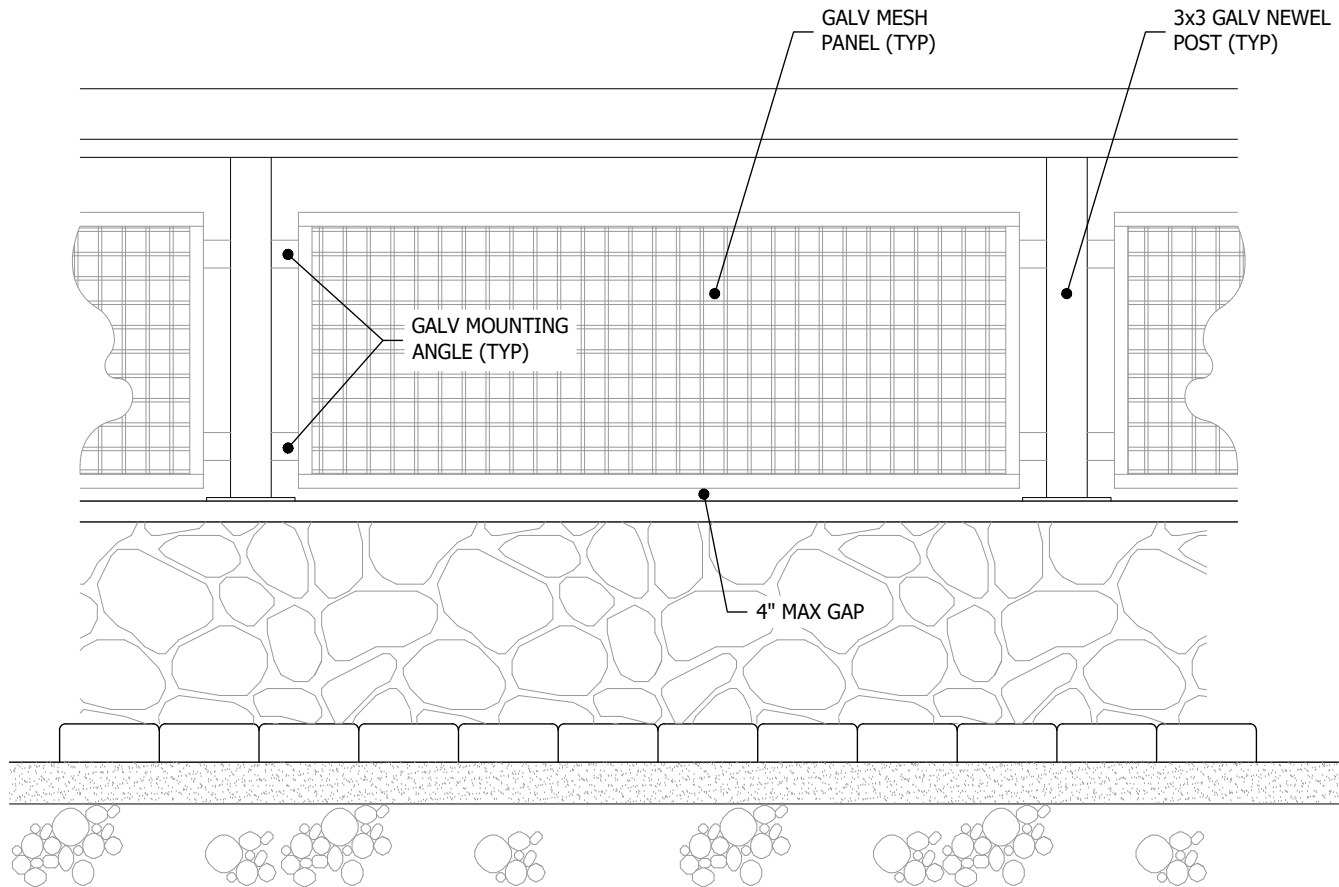 GALV MESH
PANEL (TYP)
3x3 GALV NEWEL
POST (TYP)
GALV MOUNTING
ANGLE (TYP)
4" MAX GAP